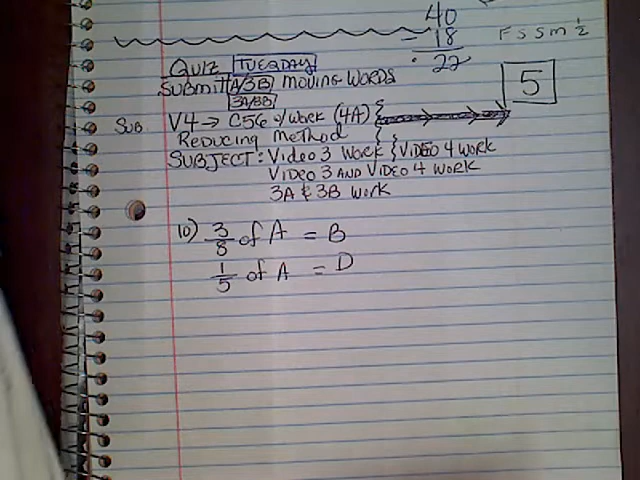 40
- 18
22
F S S m ½
QUIZ TUESDAY
SUBMIT A/3B MOVING WORDS
3A/3B
5
SUB V4 → C56 w/work (4A)
Reducing Method
SUBJECT: Video 3 Work } VIDEO 4 WORK
VIDEO 3 AND VIDEO 4 WORK
3A & 3B Work
10) 3/8 of A = B
1/5 of A = D